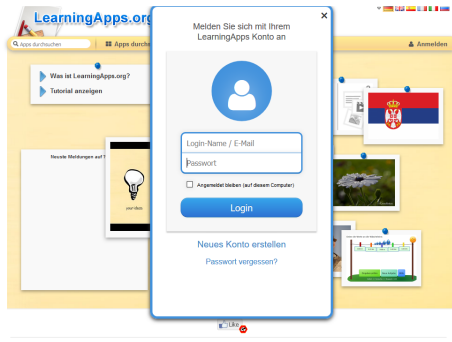 LearningApps.org
Apps durchsuchen
Apps durchs
Anmelden
Was ist LearningApps.org?
Tutorial anzeigen
Neuste Meldungen auf
your ideas
×
Melden Sie sich mit Ihrem
LearningApps Konto an
Login-Name / E-Mail
Passwort
Angemeldet bleiben (auf diesem Computer)
Login
Neues Konto erstellen
Passwort vergessen?
Like